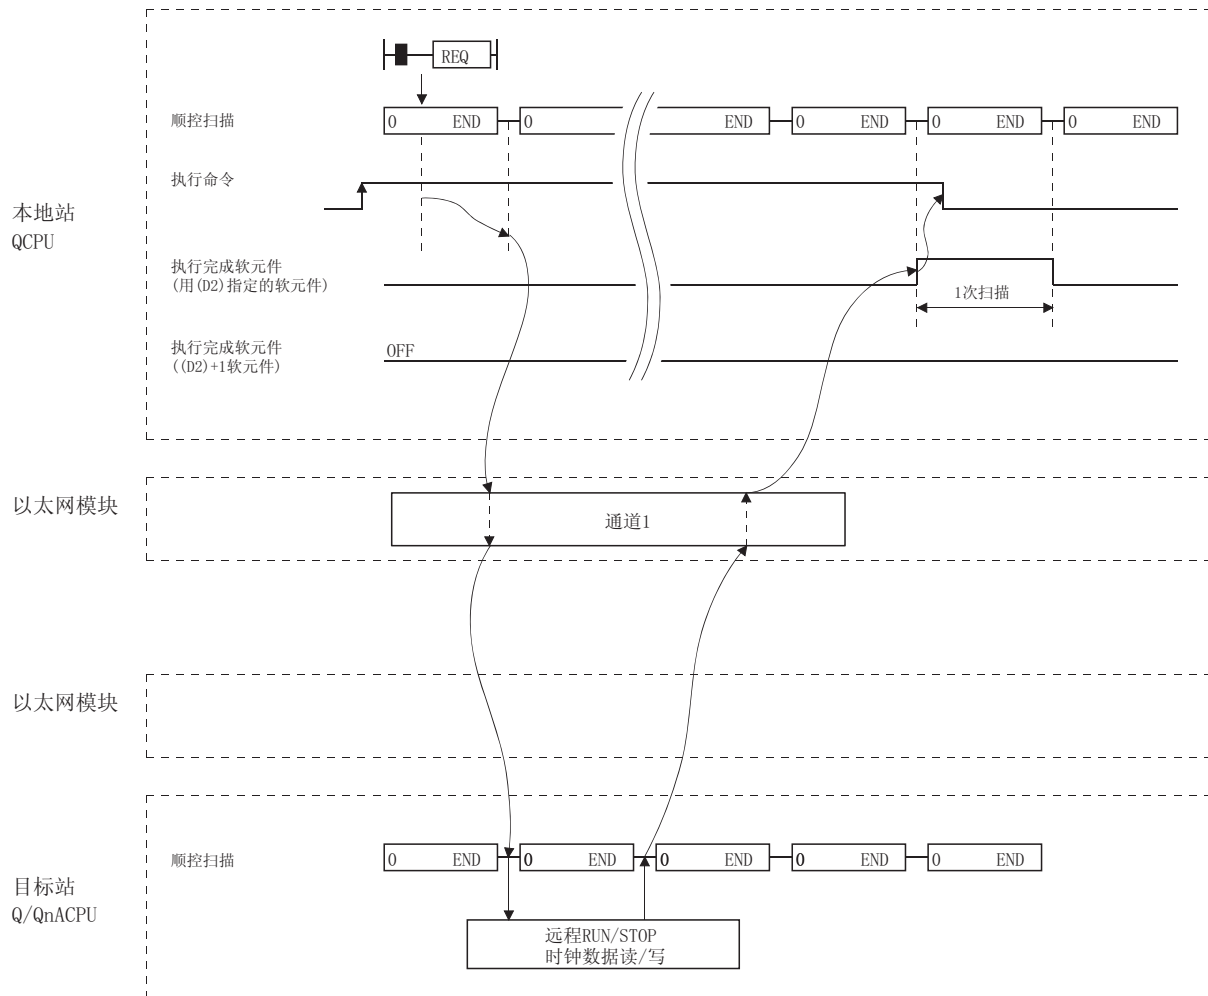 REQ
顺控扫描
0 END 0 END 0 END 0 END 0 END
执行命令
本地站
QCPU
执行完成软元件
(用(D2)指定的软元件)
1次扫描
执行完成软元件
((D2)+1软元件)
OFF
以太网模块
通道1
以太网模块
顺控扫描
0 END 0 END 0 END 0 END 0 END
目标站
Q/QnACPU
远程RUN/STOP
时钟数据读/写